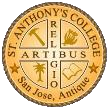 ST. ANTHONY'S COLLEGE
RELIGIO
ARTIBUS
San Jose, Antique